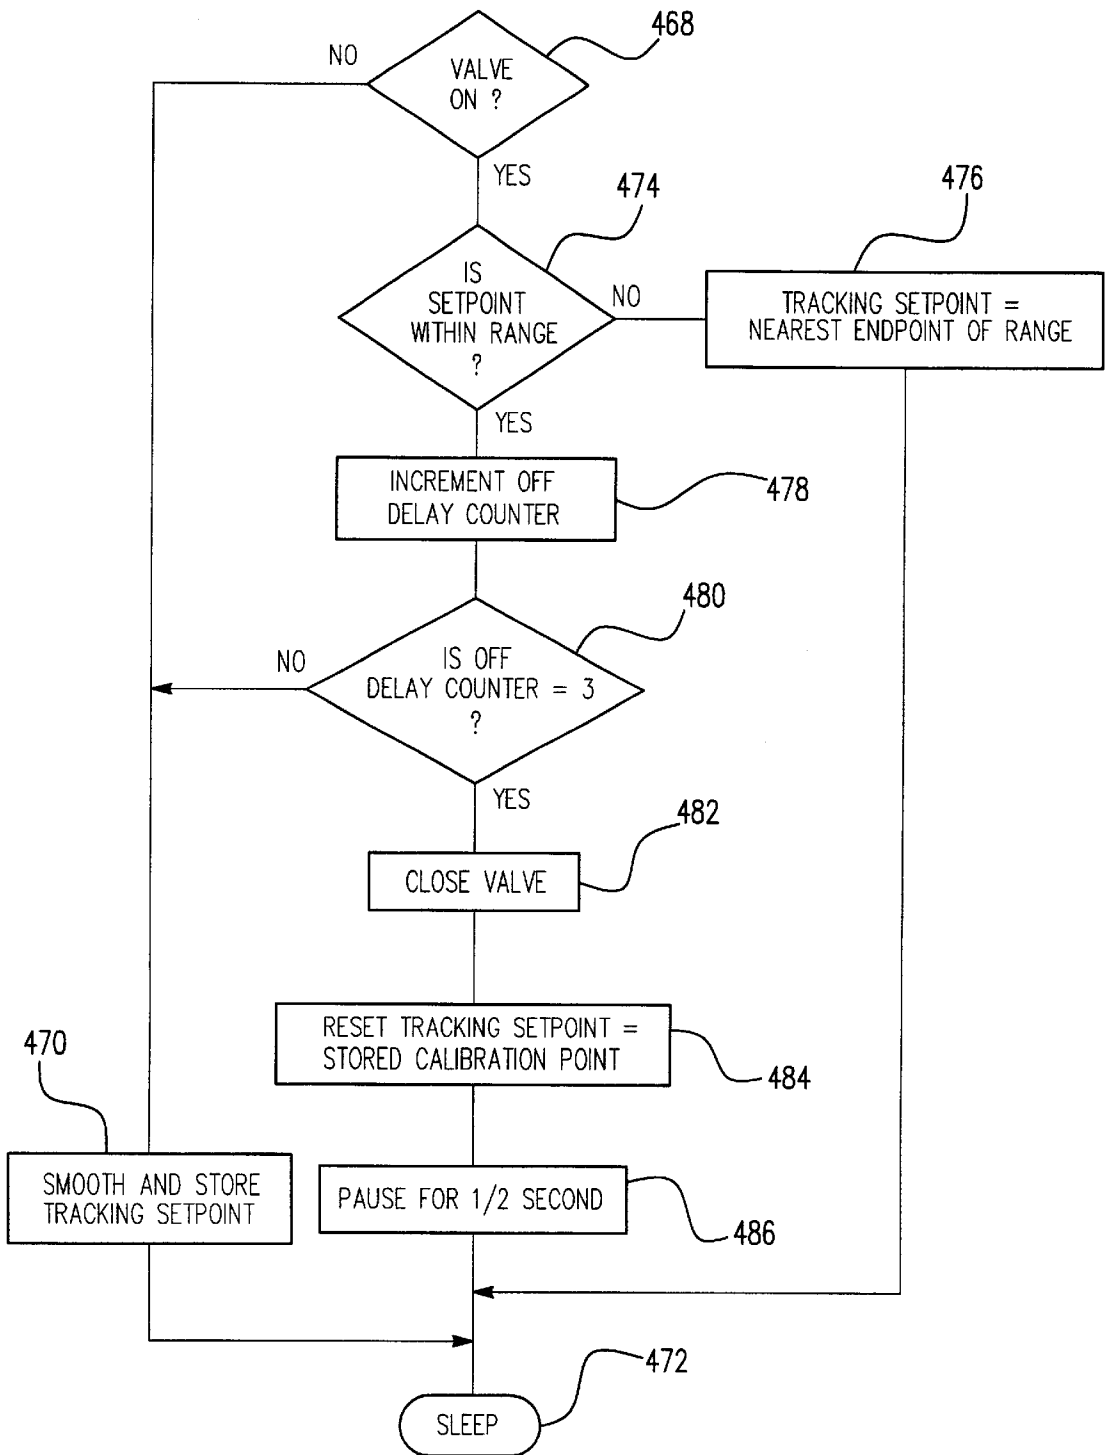 468
NO
VALVE
ON ?
YES
474
476
IS
SETPOINT
WITHIN RANGE
?
NO
TRACKING SETPOINT =
NEAREST ENDPOINT OF RANGE
YES
INCREMENT OFF
DELAY COUNTER
478
480
NO
IS OFF
DELAY COUNTER = 3
?
YES
482
CLOSE VALVE
RESET TRACKING SETPOINT =
STORED CALIBRATION POINT
484
470
SMOOTH AND STORE
TRACKING SETPOINT
PAUSE FOR 1/2 SECOND
486
472
SLEEP